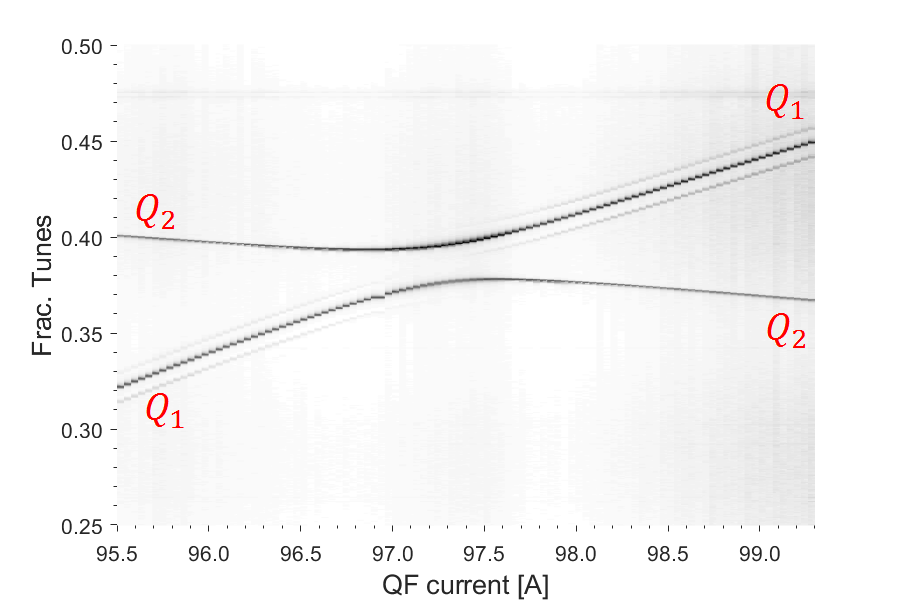 0.50
0.45
0.40
0.35
0.30
0.25
Frac. Tunes
Q₁
Q₂
Q₂
Q₁
95.5 96.0 96.5 97.0 97.5 98.0 98.5 99.0
QF current [A]